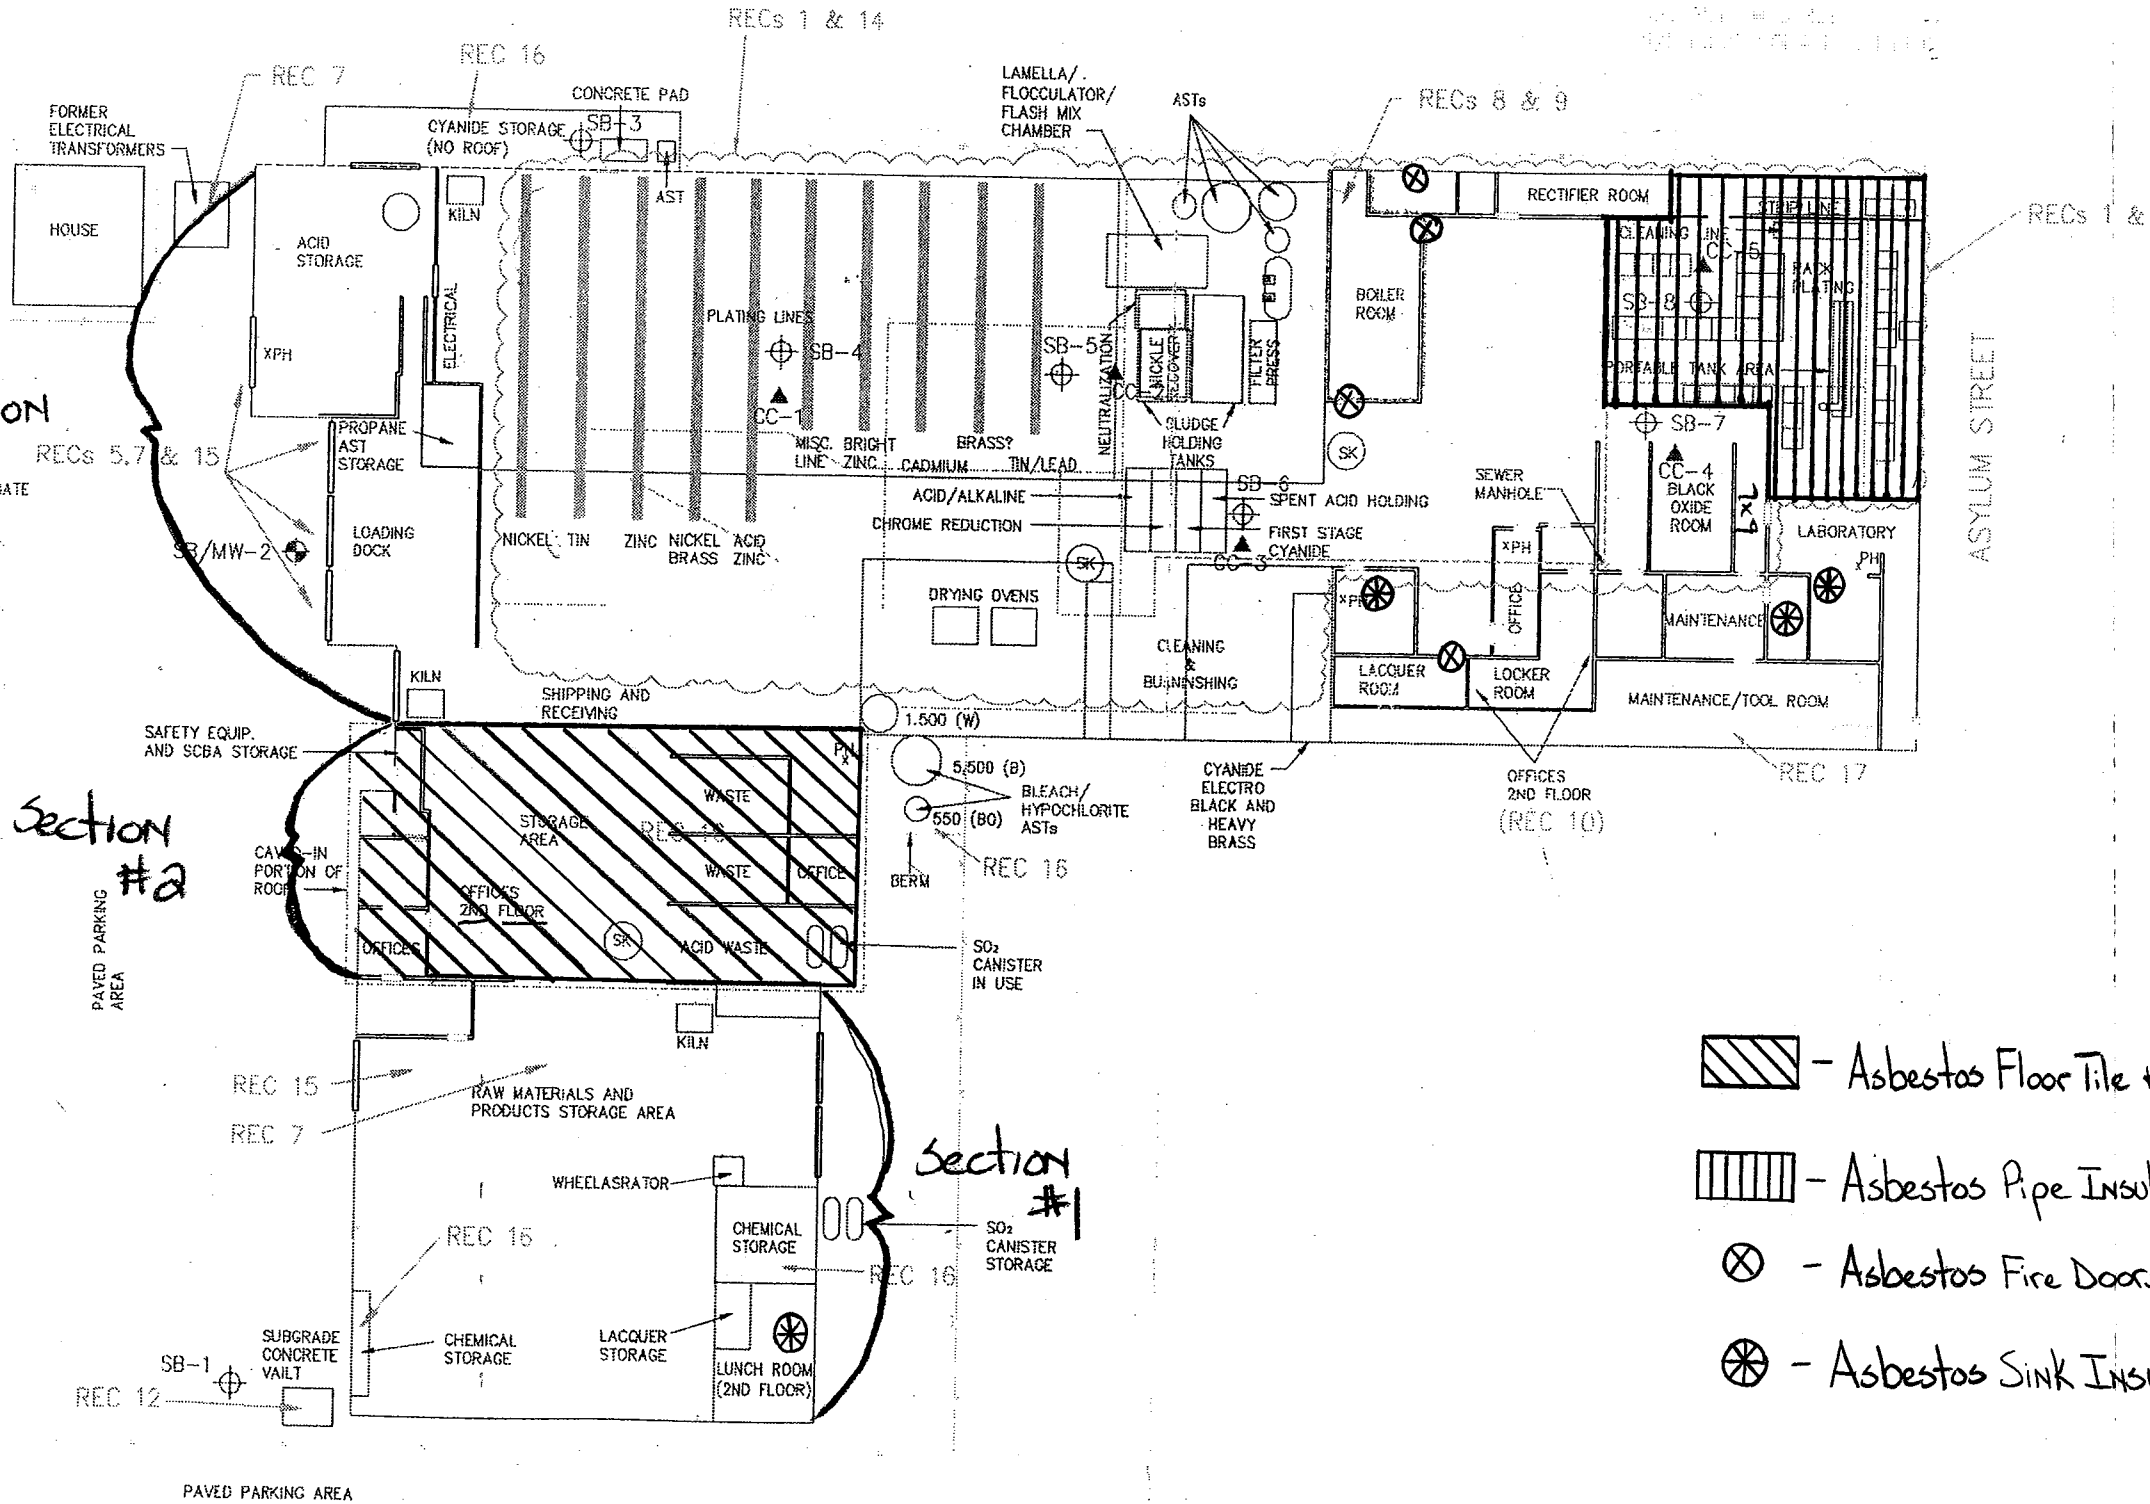 RECs 1 & 14
REC 16
REC 7
FORMER
ELECTRICAL
TRANSFORMERS
HOUSE
CONCRETE PAD
CYANIDE STORAGE
(NO ROOF)
SB-3
AST
KILN
LAMELLA/
FLOCCULATOR/
FLASH MIX
CHAMBER
ASTs
RECs 8 & 9
RECTIFIER ROOM
STRIP LINE
CLEANING LINE
CC-5
RACK
PLATING
SB-8
PORTABLE TANK AREA
RECs 1 &
ASYLUM STREET
ACID
STORAGE
XPH
ELECTRICAL
PLATING LINES
SB-4
CC-1
SB-5
NEUTRALIZATION
NICKLE
RECOVERY
FILTER
PRESS
BOILER
ROOM
SLUDGE
HOLDING
TANKS
SK
ON
RECs 5,7 & 15
ATE
PROPANE
AST
STORAGE
MISC.
LINE
BRIGHT
ZINC
CADMIUM
BRASS?
TIN/LEAD
ACID/ALKALINE
CHROME REDUCTION
SB-6
SPENT ACID HOLDING
FIRST STAGE
CYANIDE
CC-3
SEWER
MANHOLE
SB-7
CC-4
BLACK
OXIDE
ROOM
7x9
LABORATORY
PH
x
SB/MW-2
LOADING
DOCK
NICKEL
TIN
ZINC
NICKEL
BRASS
ACID
ZINC
SK
DRYING OVENS
xPH
OFFICE
MAINTENANCE
CLEANING
&
BURNISHING
LACQUER
ROOM
LOCKER
ROOM
MAINTENANCE/TOOL ROOM
KILN
SHIPPING AND
RECEIVING
1.500 (W)
SAFETY EQUIP.
AND SCBA STORAGE
5,500 (B)
550 (BO)
BLEACH/
HYPOCHLORITE
ASTs
BERM
REC 16
CYANIDE
ELECTRO
BLACK AND
HEAVY
BRASS
OFFICES
2ND FLOOR
(REC 10)
REC 17
Section
#2
CAVED-IN
PORTION OF
ROOF
PAVED PARKING
AREA
STORAGE
AREA
WASTE
WASTE
OFFICE
OFFICES
2ND FLOOR
OFFICES
SK
ACID WASTE
SO₂
CANISTER
IN USE
KILN
REC 15
REC 7
RAW MATERIALS AND
PRODUCTS STORAGE AREA
WHEELASRATOR
Section
#1
CHEMICAL
STORAGE
SO₂
CANISTER
STORAGE
REC 16
REC 16
SUBGRADE
CONCRETE
VAILT
CHEMICAL
STORAGE
LACQUER
STORAGE
LUNCH ROOM
(2ND FLOOR)
SB-1
REC 12
PAVED PARKING AREA
- Asbestos Floor Tile
- Asbestos Pipe Insu
- Asbestos Fire Doors
- Asbestos Sink Insu